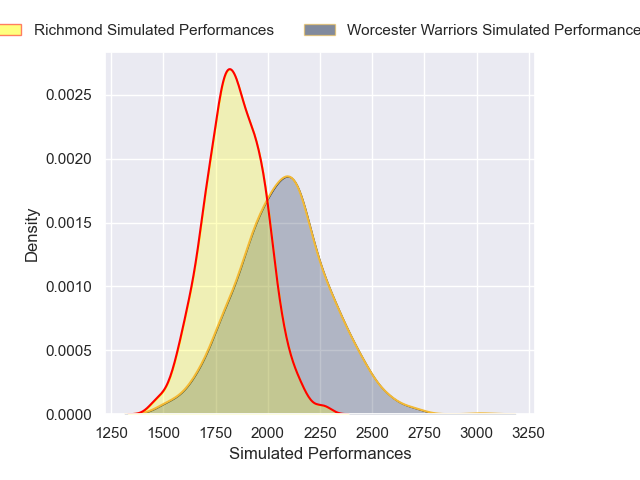 Richmond Simulated Performances
Worcester Warriors Simulated Performance
Density
0.0025
0.0020
0.0015
0.0010
0.0005
0.0000
1250 1500 1750 2000 2250 2500 2750 3000 3250
Simulated Performances